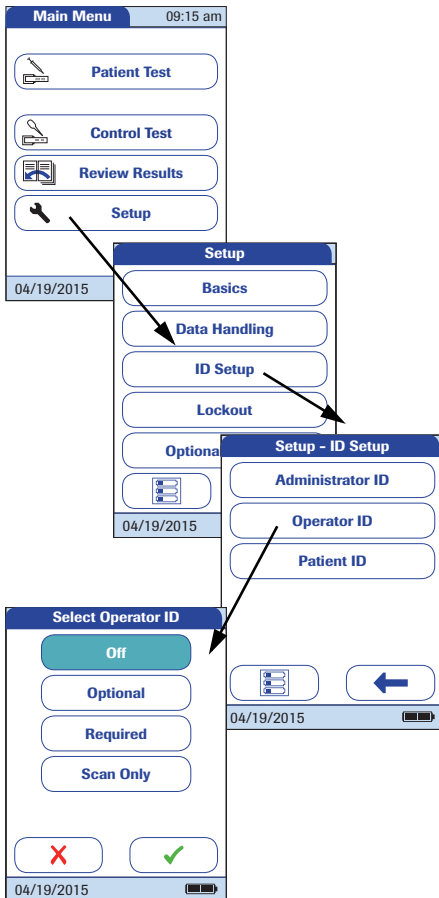 Main Menu 09:15 am
Patient Test
Control Test
Review Results
Setup
04/19/2015
Setup
Basics
Data Handling
ID Setup
Lockout
Optiona
04/19/2015
Setup - ID Setup
Administrator ID
Operator ID
Patient ID
04/19/2015
Select Operator ID
Off
Optional
Required
Scan Only
04/19/2015